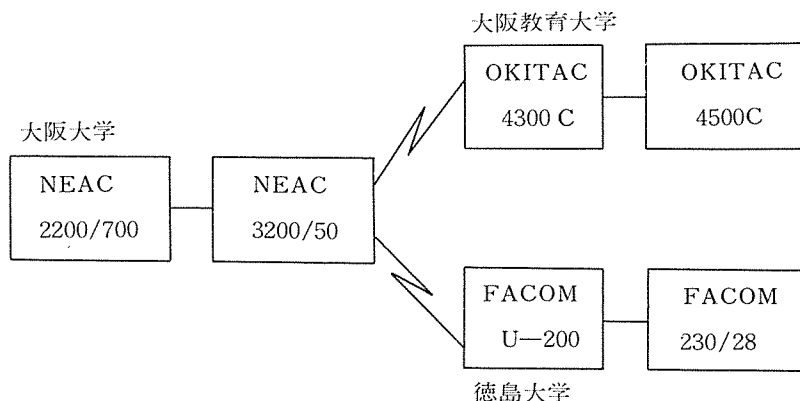 大阪教育大学
OKITAC
4300 C
OKITAC
4500C
大阪大学
NEAC
2200/700
NEAC
3200/50
FACOM
U—200
FACOM
230/28
徳島大学